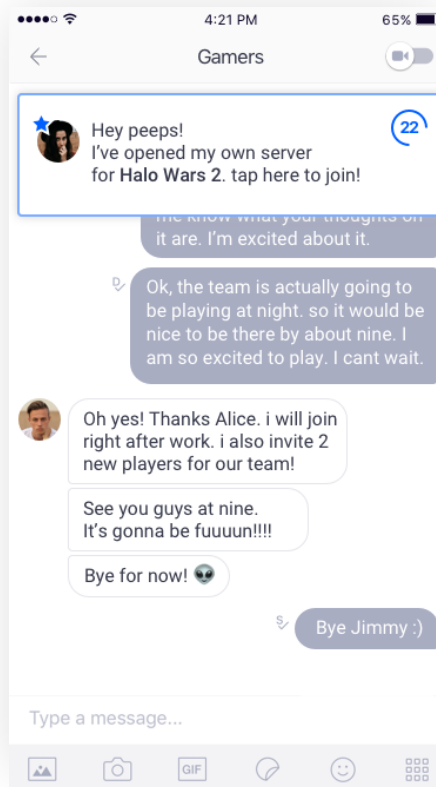 4:21 PM
65%
Gamers
Hey peeps!
I've opened my own server
for Halo Wars 2. tap here to join!
22
me know what your thoughts on
it are. I'm excited about it.
D
Ok, the team is actually going to
be playing at night. so it would be
nice to be there by about nine. I
am so excited to play. I cant wait.
Oh yes! Thanks Alice. i will join
right after work. i also invite 2
new players for our team!
See you guys at nine.
It's gonna be fuuuun!!!!
Bye for now! 👽
S
Bye Jimmy :)
Type a message...
GIF